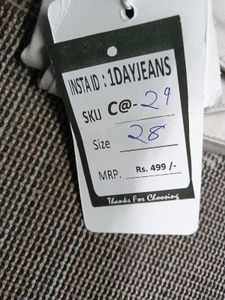 INSTA ID : 1DAYJEANS
SKU C@-29
Size 28
MRP. Rs. 499 /-
Thanks For Choosing